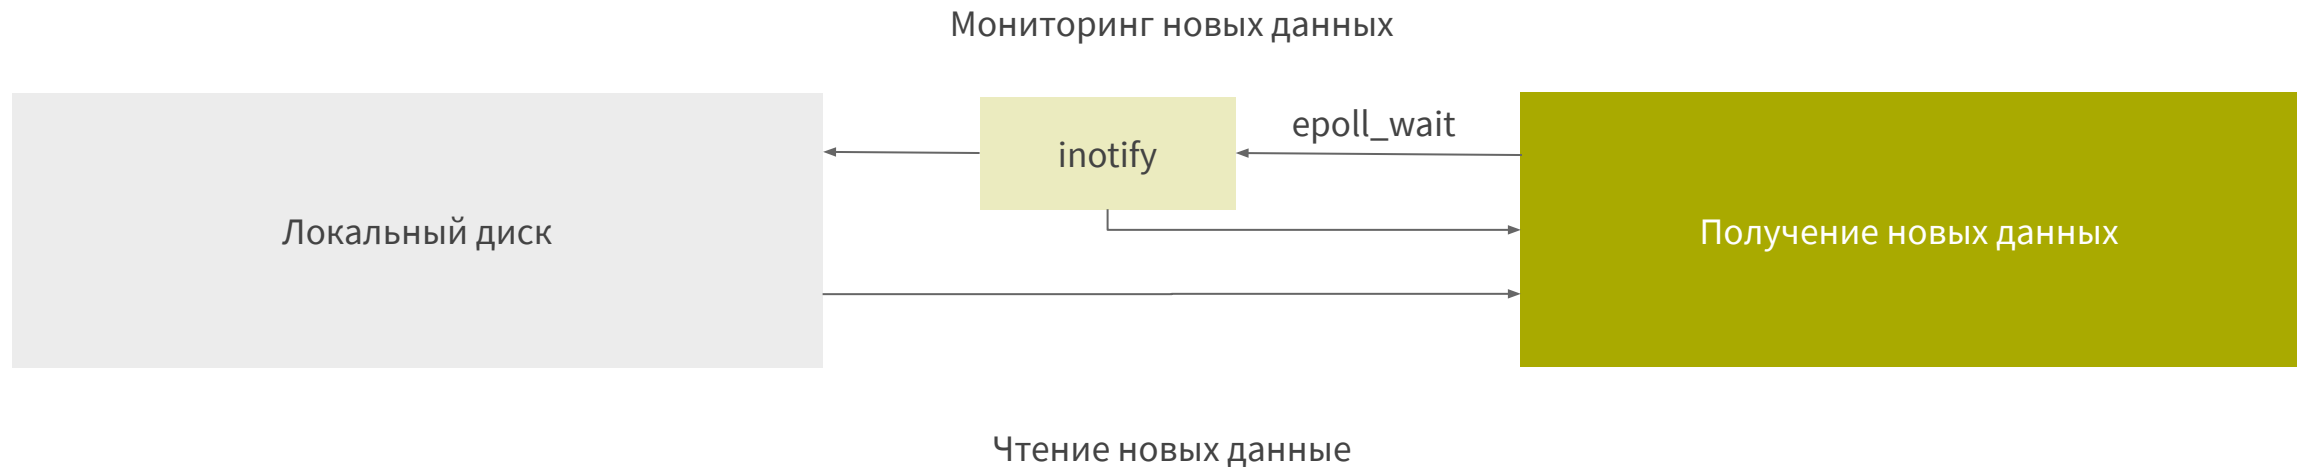 Мониторинг новых данных
epoll_wait
inotify
Локальный диск
Получение новых данных
Чтение новых данные